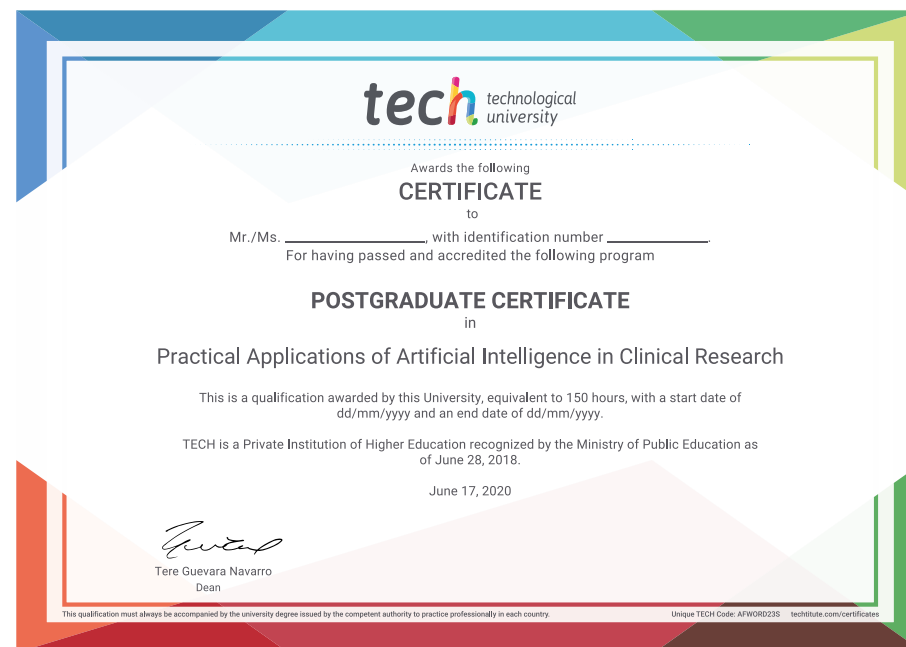 tech technological
university
Awards the following
CERTIFICATE
to
Mr./Ms. ____________________, with identification number ______________.
For having passed and accredited the following program
POSTGRADUATE CERTIFICATE
in
Practical Applications of Artificial Intelligence in Clinical Research
This is a qualification awarded by this University, equivalent to 150 hours, with a start date of
dd/mm/yyyy and an end date of dd/mm/yyyy.
TECH is a Private Institution of Higher Education recognized by the Ministry of Public Education as
of June 28, 2018.
June 17, 2020
Tere Guevara Navarro
Dean
This qualification must always be accompanied by the university degree issued by the competent authority to practice professionally in each country.
Unique TECH Code: AFWORD23S techtitute.com/certificates